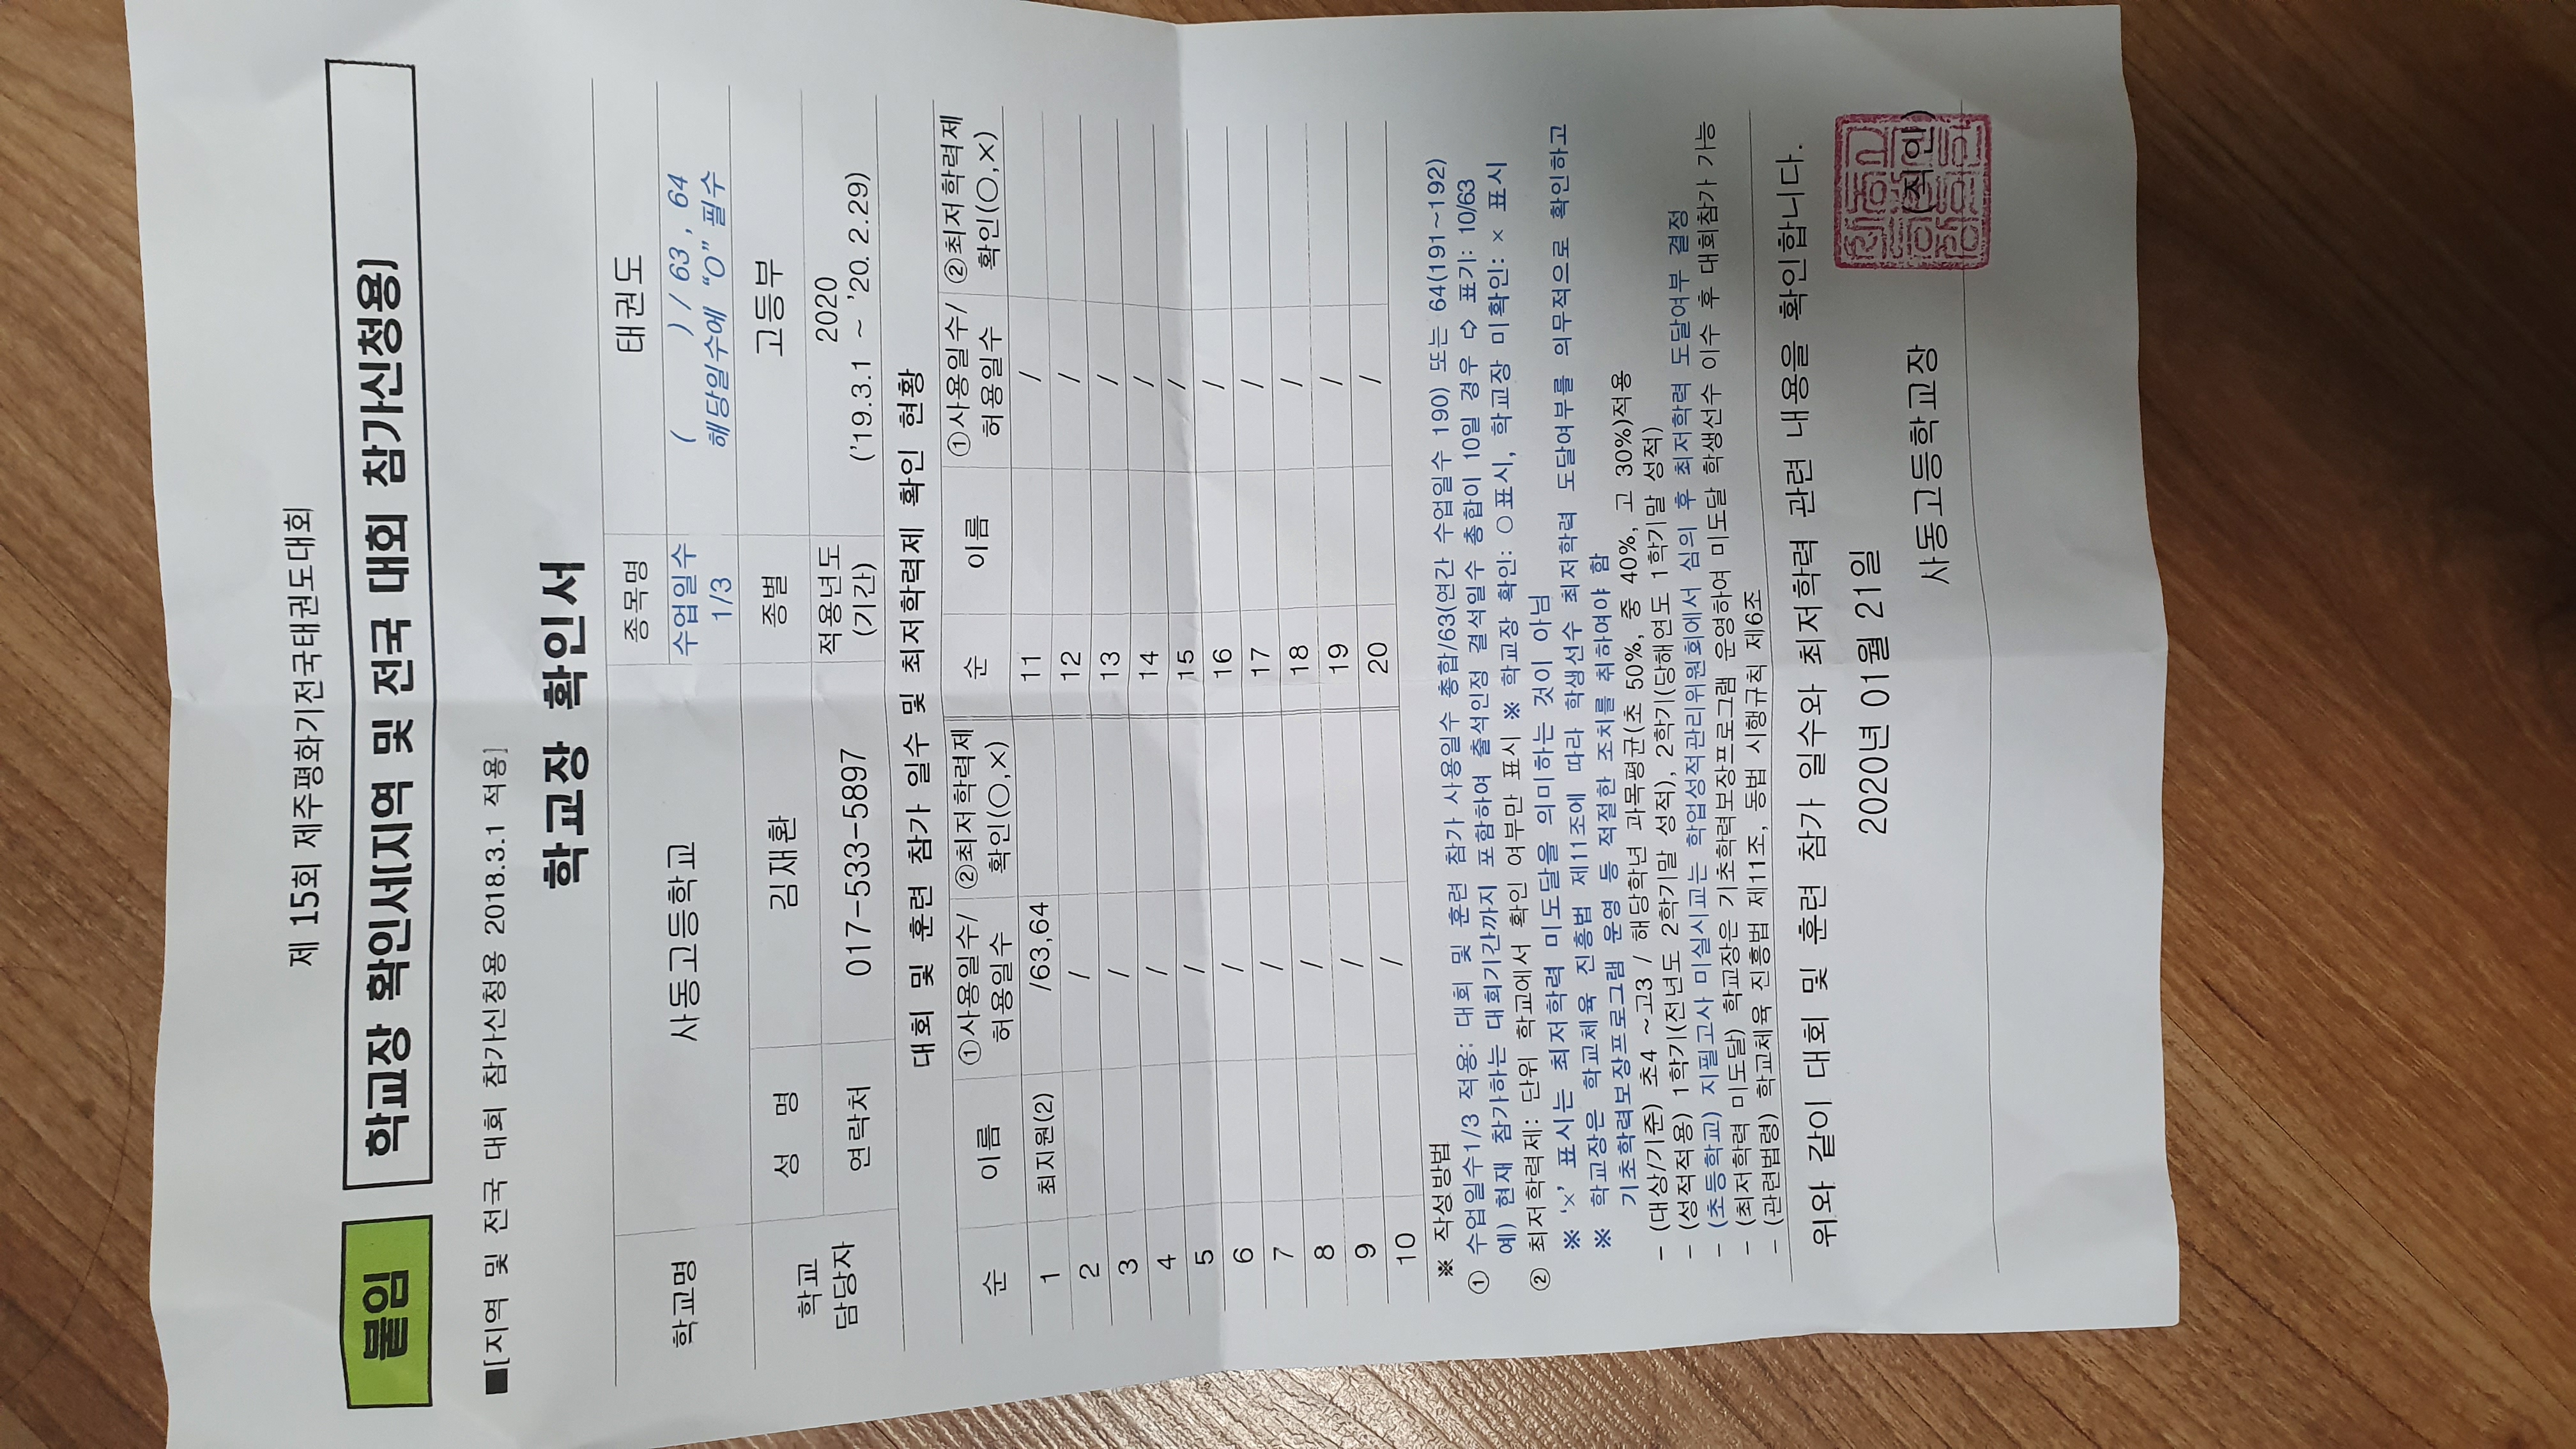 제 15회 제주평화기전국태권도대회
붙임 학교장 확인서(지역 및 전국 대회 참가신청용)
■[지역 및 전국 대회 참가신청용 2018.3.1 적용]
학교장 확인서
학교명 사동고등학교 종목명 태권도
수업일수 1/3 ( ) / 63 , 64
해당일수에 "O" 필수
학교 담당자 성 명 김재환 종별 고등부
연락처 017-533-5897 적용년도 (기간) 2020
('19.3.1 ~ '20. 2.29)
대회 및 훈련 참가 일수 및 최저학력제 확인 현황
순 이름 ①사용일수/ 허용일수 ②최저학력제 확인(○,×) 순 이름 ①사용일수/ 허용일수 ②최저학력제 확인(○,×)
1 최지원(2) /63,64 11 /
2 / 12 /
3 / 13 /
4 / 14 /
5 / 15 /
6 / 16 /
7 / 17 /
8 / 18 /
9 / 19 /
10 / 20 /
※ 작성방법
① 수업일수1/3 적용: 대회 및 훈련 참가 사용일수 총합/63(연간 수업일수 190) 또는 64(191~192)
예) 현재 참가하는 대회기간까지 포함하여 출석인정 결석일수 총합이 10일 경우 ⇨ 표기: 10/63
② 최저학력제: 단위 학교에서 확인 여부만 표시 ※ 학교장 확인: ○표시, 학교장 미확인: × 표시
※ '×' 표시는 최저학력 미도달을 의미하는 것이 아님
※ 학교장은 학교체육 진흥법 제11조에 따라 학생선수 최저학력 도달여부를 의무적으로 확인하고
기초학력보장프로그램 운영 등 적절한 조치를 취하여야 함
- (대상/기준) 초4 ~고3 / 해당학년 과목평균(초 50%, 중 40%, 고 30%)적용
- (성적적용) 1학기(전년도 2학기말 성적), 2학기(당해연도 1학기말 성적)
- (초등학교) 지필고사 미실시교는 학업성적관리위원회에서 심의 후 최저학력 도달여부 결정
- (최저학력 미도달) 학교장은 기초학력보장프로그램 운영하여 미도달 학생선수 이수 후 대회참가 가능
- (관련법령) 학교체육 진흥법 제11조, 동법 시행규칙 제6조
위와 같이 대회 및 훈련 참가 일수와 최저학력 관련 내용을 확인합니다.
2020년 01월 21일
사동고등학교장 (직인)